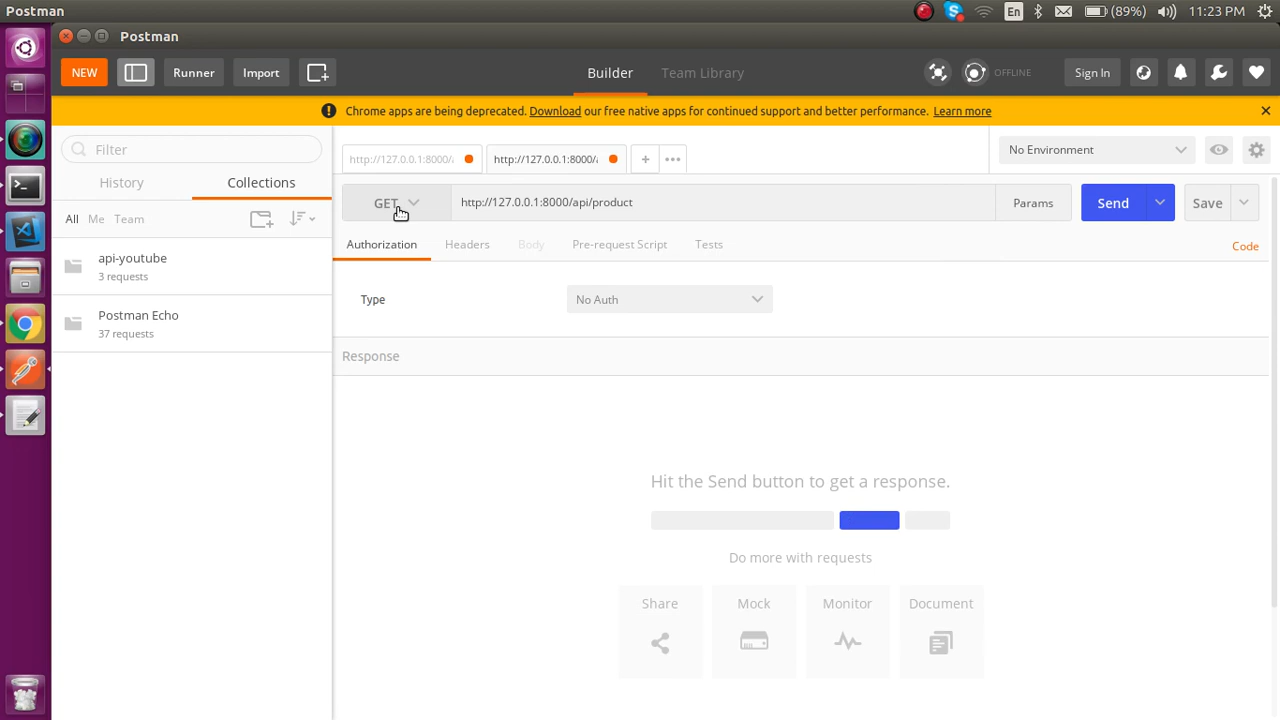 Postman
En
(89%)
11:23 PM
Postman
NEW
Runner
Import
Builder
Team Library
OFFLINE
Sign In
Chrome apps are being deprecated. Download our free native apps for continued support and better performance. Learn more
Filter
History
Collections
All Me Team
api-youtube
3 requests
Postman Echo
37 requests
http://127.0.0.1:8000/
http://127.0.0.1:8000/
No Environment
GET
http://127.0.0.1:8000/api/product
Params
Send
Save
Authorization
Headers
Body
Pre-request Script
Tests
Code
Type
No Auth
Response
Hit the Send button to get a response.
Do more with requests
Share
Mock
Monitor
Document